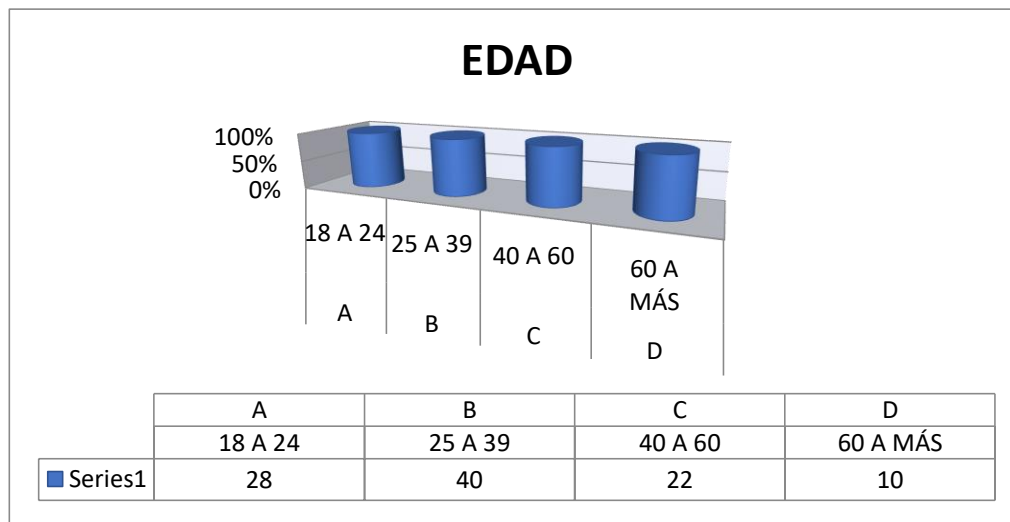 EDAD
100%
50%
0%
18 A 24
25 A 39
40 A 60
60 A
MÁS
A
B
C
D
A B C D
18 A 24 25 A 39 40 A 60 60 A MÁS
Series1 28 40 22 10